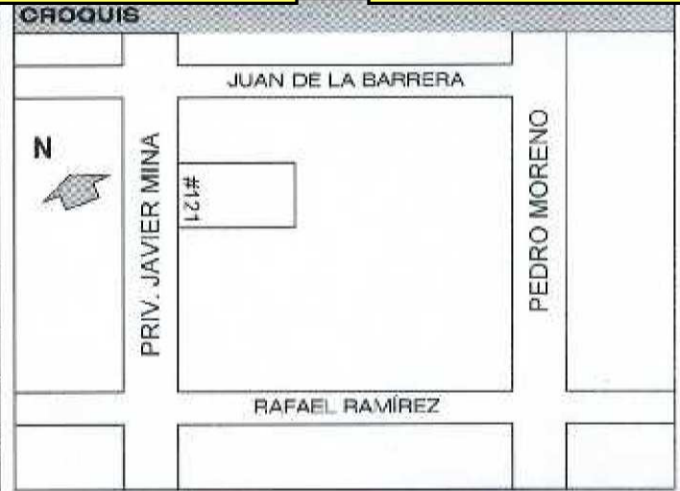 CROQUIS
JUAN DE LA BARRERA
N
PRIV. JAVIER MINA
#121
PEDRO MORENO
RAFAEL RAMÍREZ